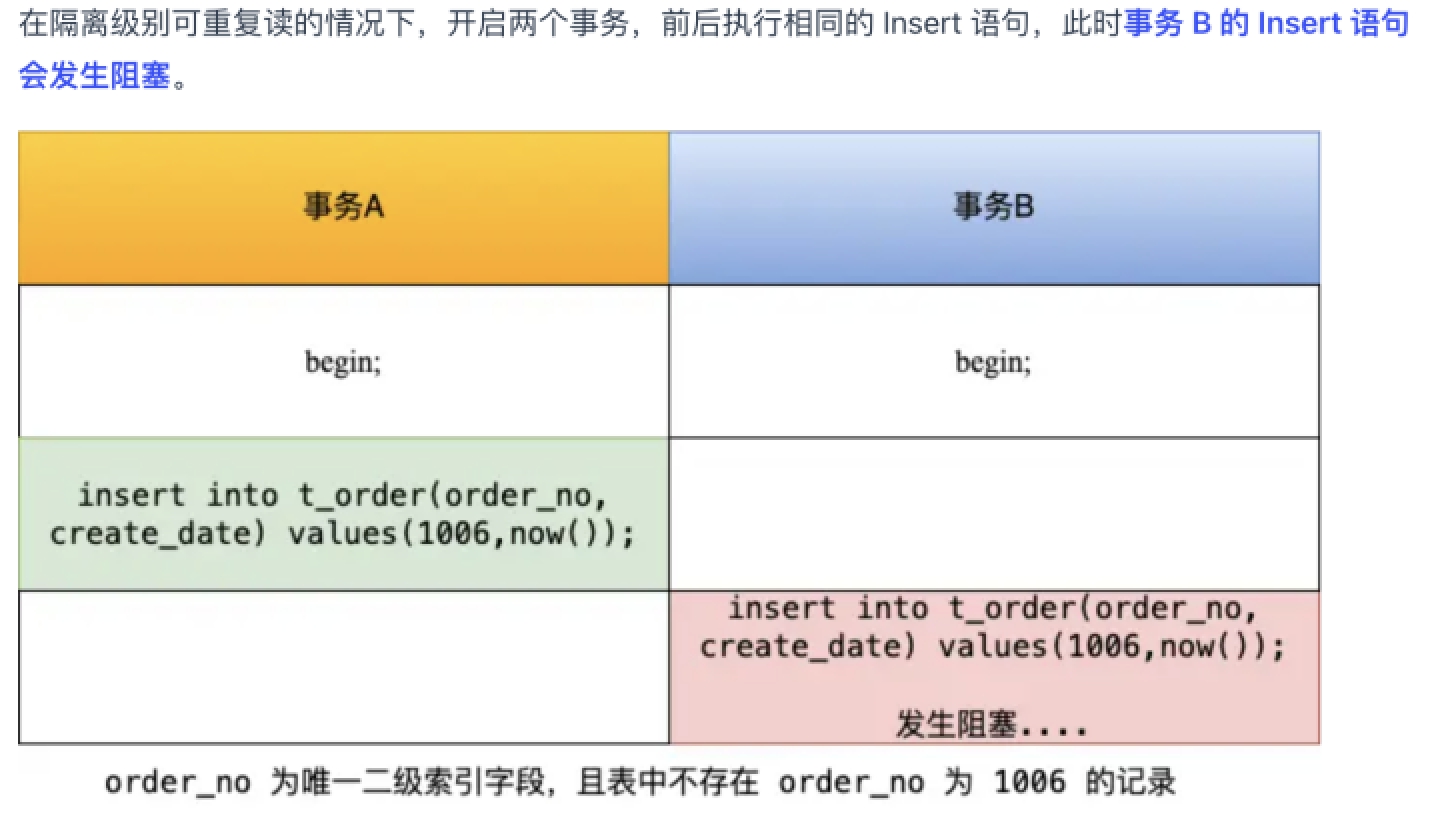 在隔离级别可重复读的情况下，开启两个事务，前后执行相同的 Insert 语句，此时事务 B 的 Insert 语句
会发生阻塞。
事务A
事务B
begin;
begin;
insert into t_order(order_no,
create_date) values(1006,now());
insert into t_order(order_no,
create_date) values(1006,now());
发生阻塞....
order_no 为唯一二级索引字段，且表中不存在 order_no 为 1006 的记录